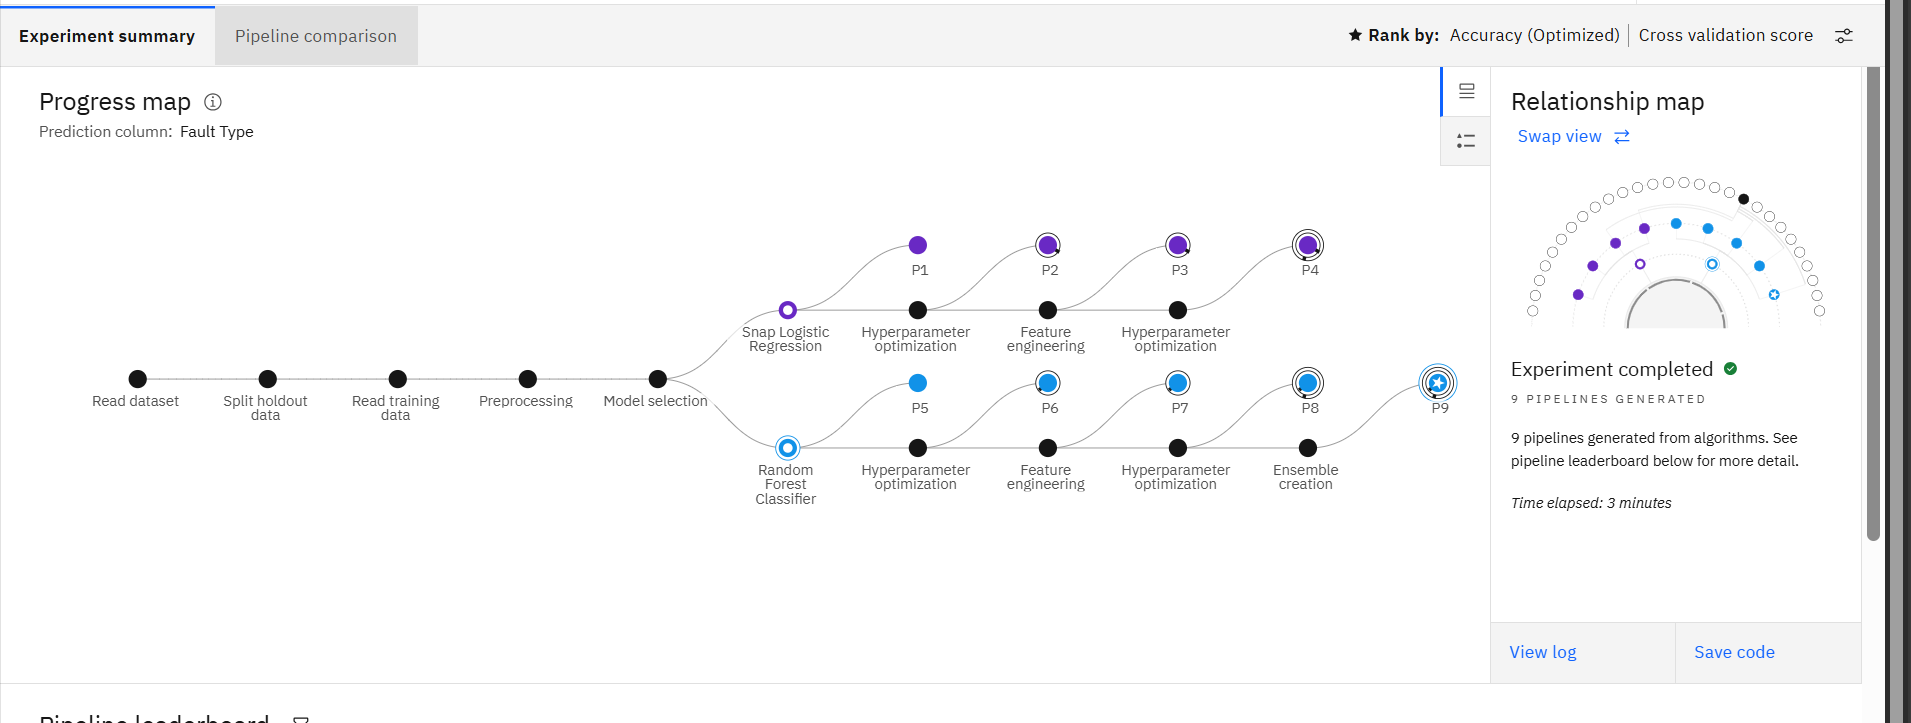 Experiment summary
Pipeline comparison
Rank by: Accuracy (Optimized) | Cross validation score
Progress map
Prediction column: Fault Type
P1
P2
P3
P4
Snap Logistic
Regression
Hyperparameter
optimization
Feature
engineering
Hyperparameter
optimization
Read dataset
Split holdout
data
Read training
data
Preprocessing
Model selection
P5
P6
P7
P8
P9
Random
Forest
Classifier
Hyperparameter
optimization
Feature
engineering
Hyperparameter
optimization
Ensemble
creation
Relationship map
Swap view
Experiment completed
9 PIPELINES GENERATED
9 pipelines generated from algorithms. See
pipeline leaderboard below for more detail.
Time elapsed: 3 minutes
View log
Save code
Pipeline leaderboard